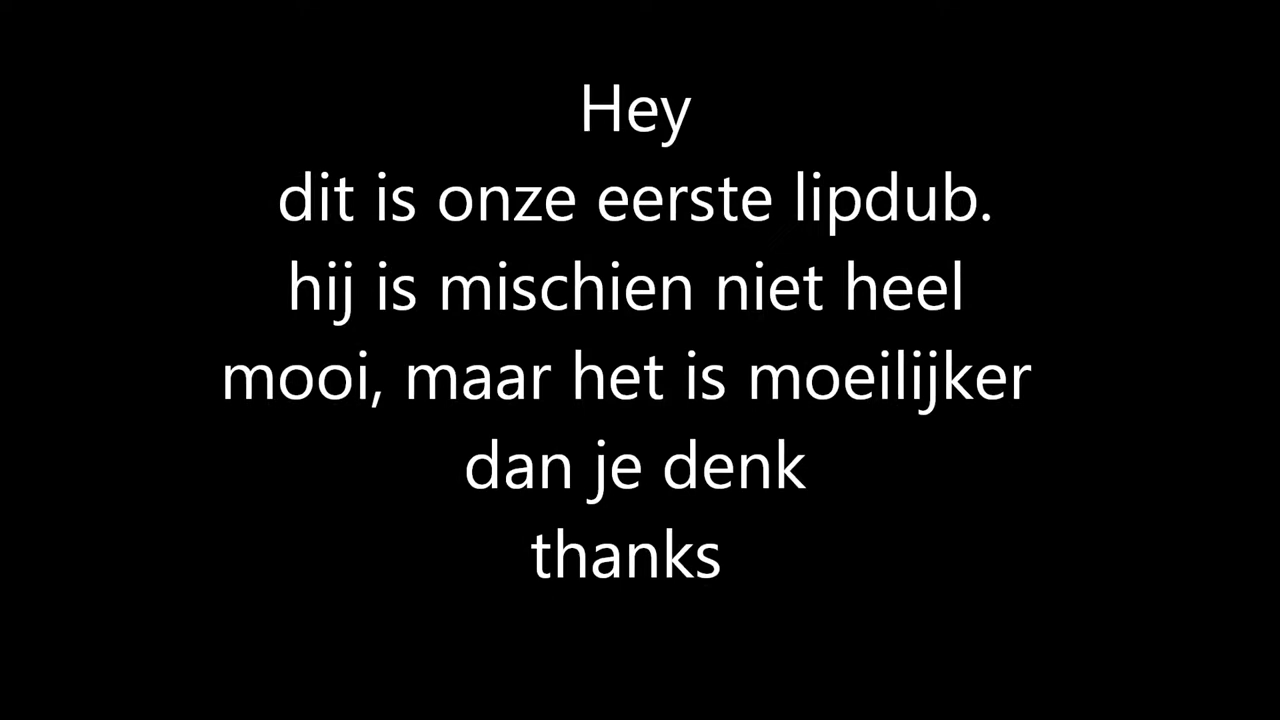 Hey
dit is onze eerste lipdub.
hij is mischien niet heel
mooi, maar het is moeilijker
dan je denk
thanks